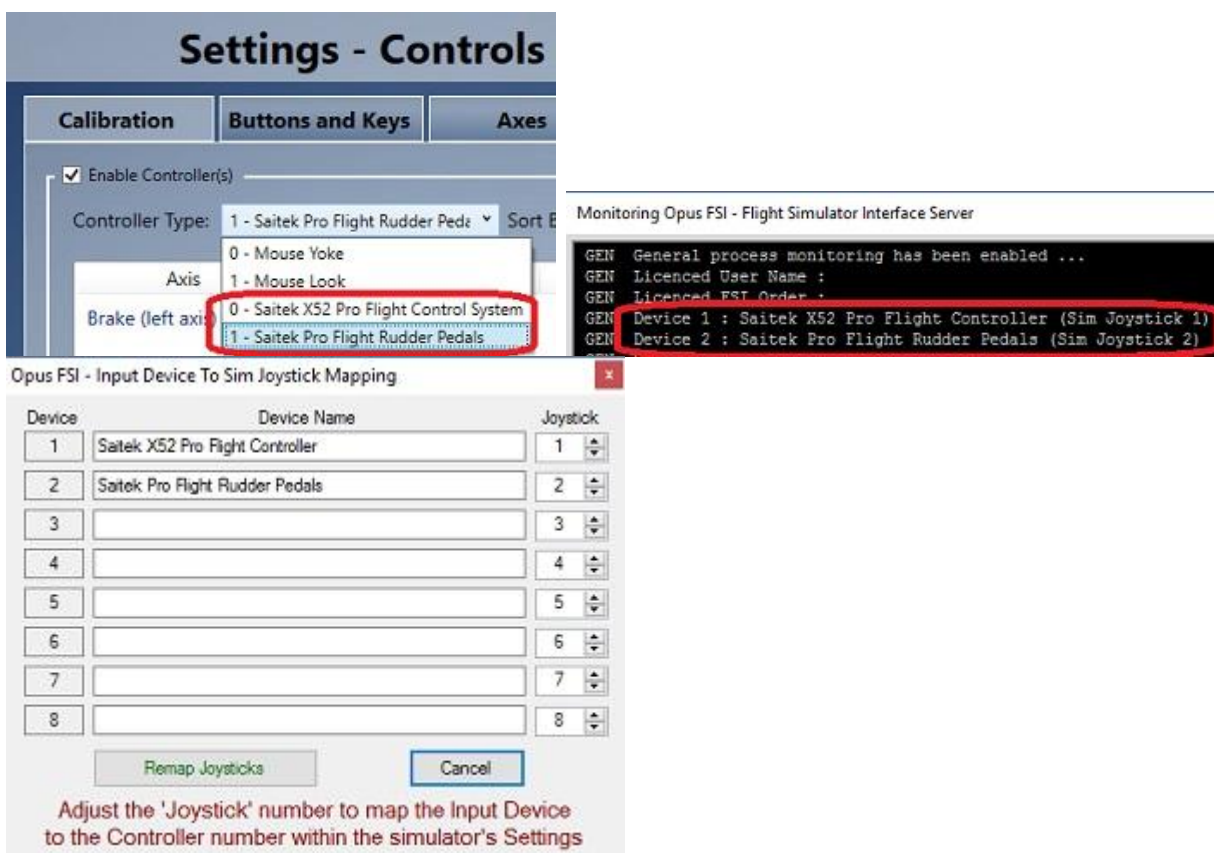 Settings - Controls
Calibration
Buttons and Keys
Axes
Enable Controller(s)
Controller Type:
1 - Saitek Pro Flight Rudder Peda
Sort B
0 - Mouse Yoke
1 - Mouse Look
0 - Saitek X52 Pro Flight Control System
1 - Saitek Pro Flight Rudder Pedals
Axis
Brake (left axis)
Monitoring Opus FSI - Flight Simulator Interface Server
GEN General process monitoring has been enabled ...
GEN Licenced User Name :
GEN Licenced FSI Order :
GEN Device 1 : Saitek X52 Pro Flight Controller (Sim Joystick 1)
GEN Device 2 : Saitek Pro Flight Rudder Pedals (Sim Joystick 2)
Opus FSI - Input Device To Sim Joystick Mapping
x
Device Device Name Joystick
1 Saitek X52 Pro Flight Controller 1
2 Saitek Pro Flight Rudder Pedals 2
3 3
4 4
5 5
6 6
7 7
8 8
Remap Joysticks
Cancel
Adjust the 'Joystick' number to map the Input Device
to the Controller number within the simulator's Settings